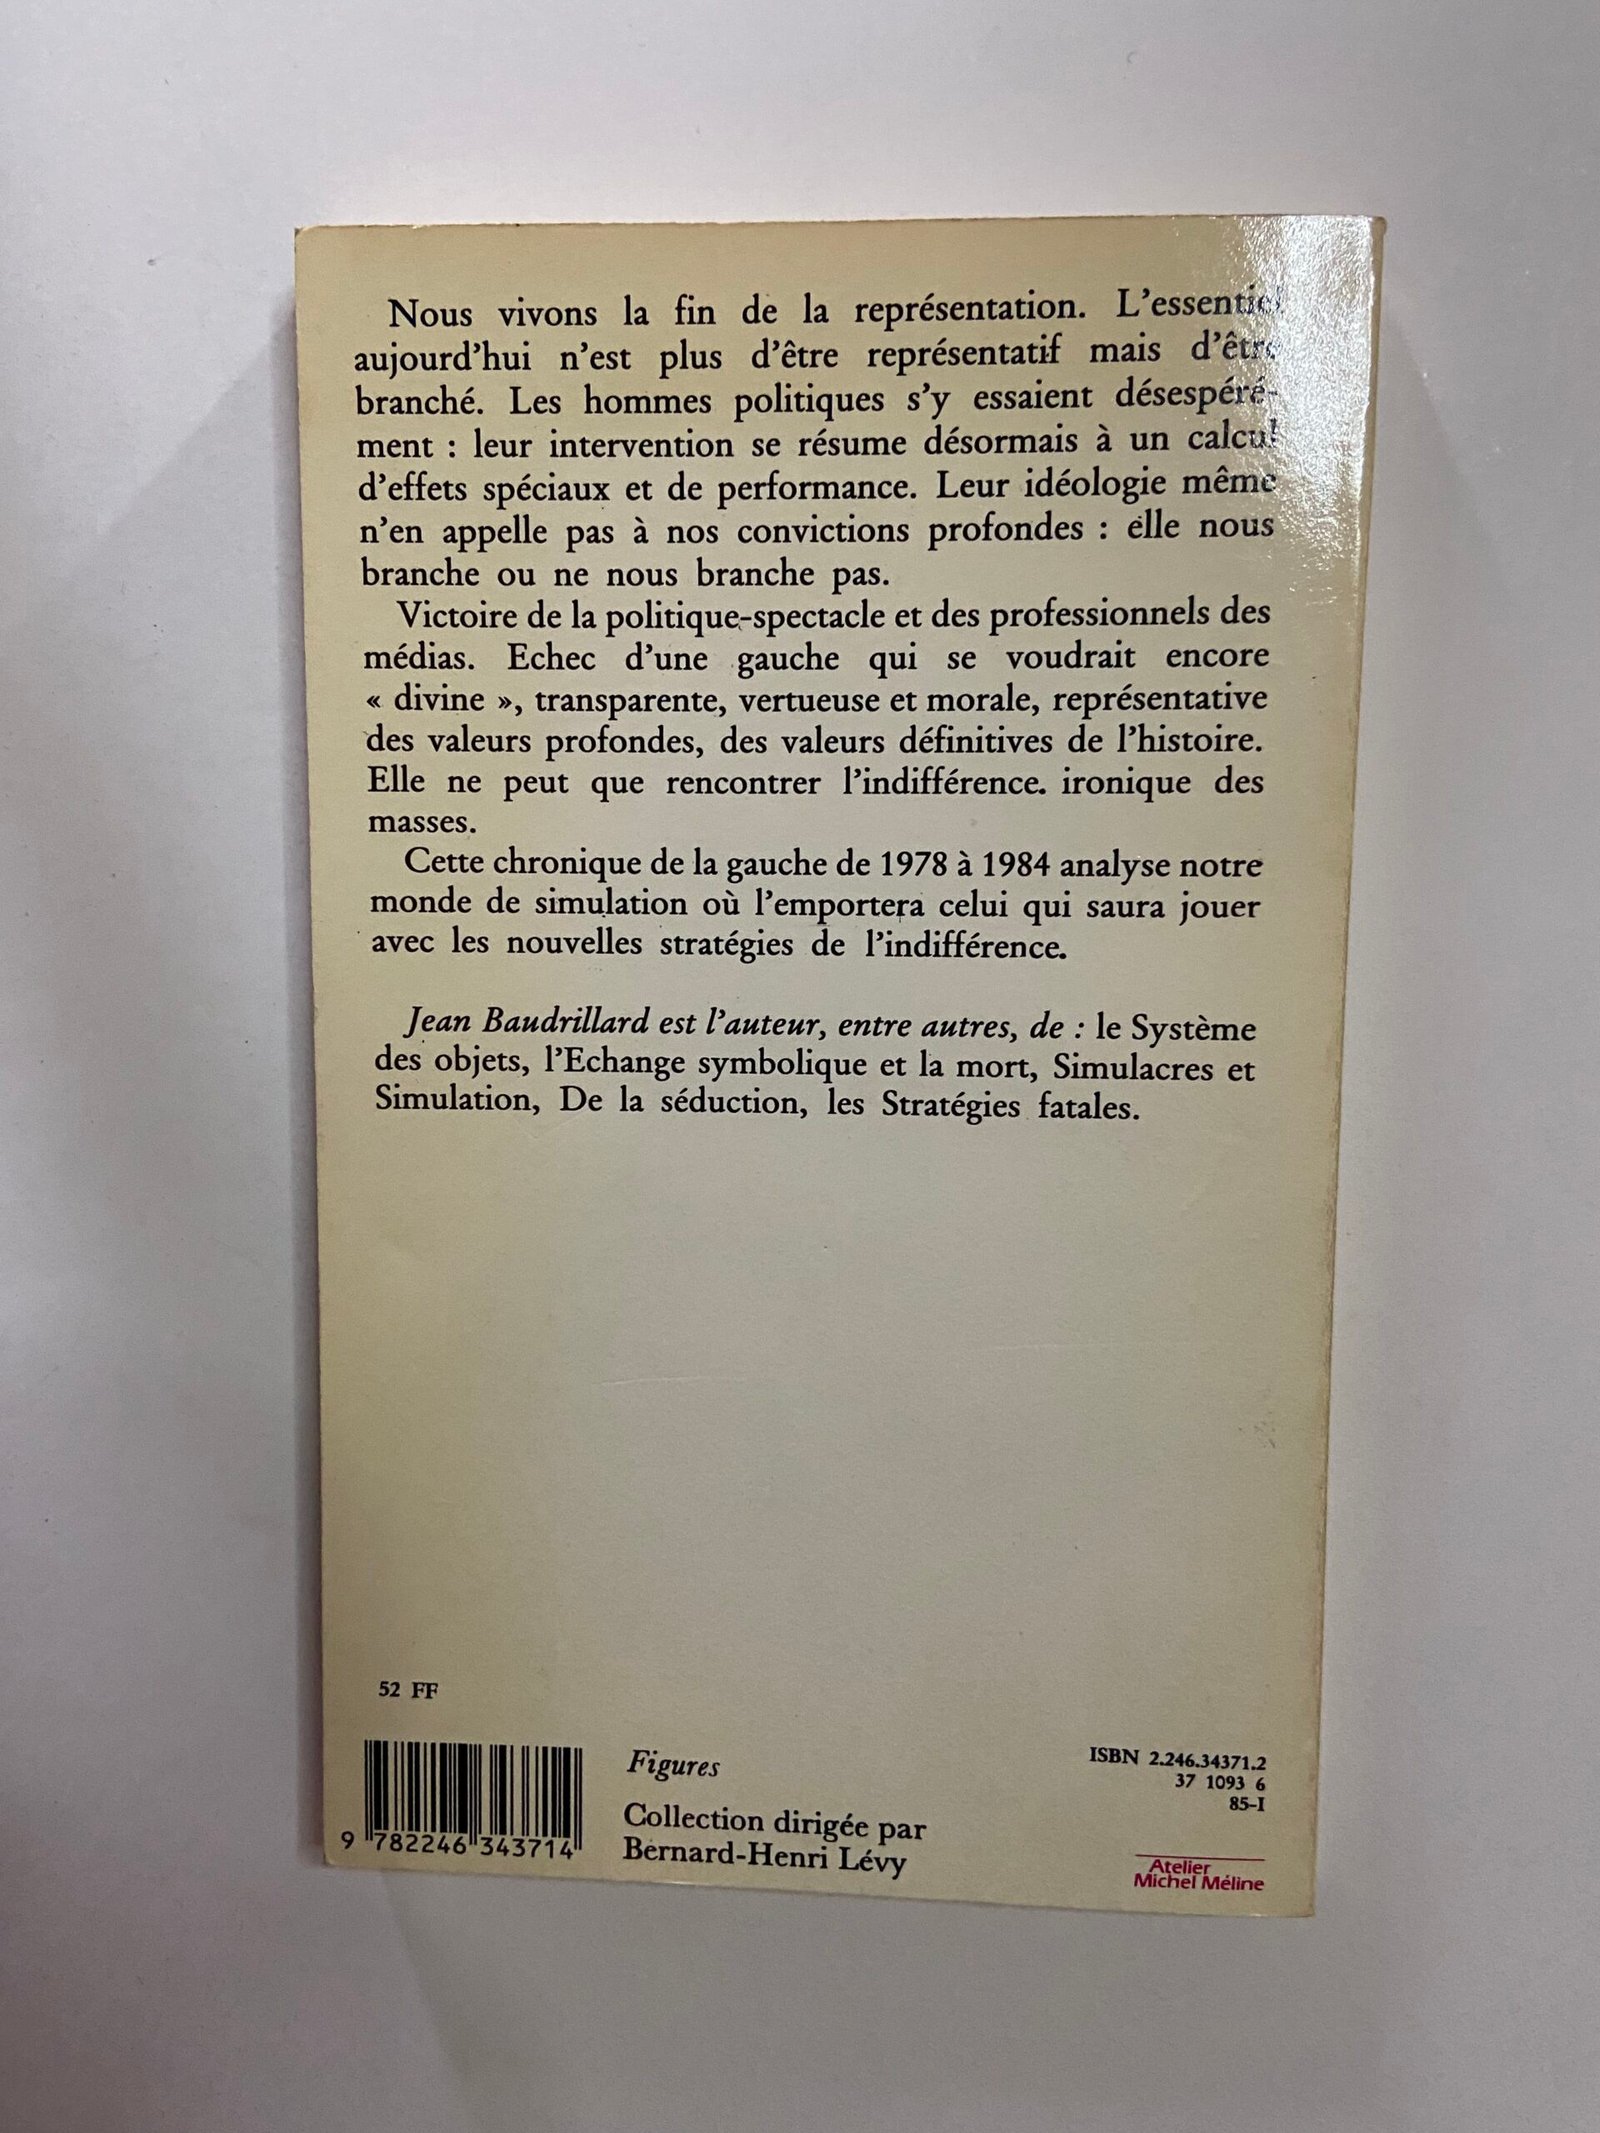 Nous vivons la fin de la représentation. L'essentiel
aujourd'hui n'est plus d'être représentatif mais d'être
branché. Les hommes politiques s'y essaient désespéré-
ment : leur intervention se résume désormais à un calcul
d'effets spéciaux et de performance. Leur idéologie même
n'en appelle pas à nos convictions profondes : elle nous
branche ou ne nous branche pas.
Victoire de la politique-spectacle et des professionnels des
médias. Echec d'une gauche qui se voudrait encore
« divine », transparente, vertueuse et morale, représentative
des valeurs profondes, des valeurs définitives de l'histoire.
Elle ne peut que rencontrer l'indifférence. ironique des
masses.
Cette chronique de la gauche de 1978 à 1984 analyse notre
monde de simulation où l'emportera celui qui saura jouer
avec les nouvelles stratégies de l'indifférence.
Jean Baudrillard est l'auteur, entre autres, de : le Système
des objets, l'Echange symbolique et la mort, Simulacres et
Simulation, De la séduction, les Stratégies fatales.
52 FF
9 782246 343714
Figures
Collection dirigée par
Bernard-Henri Lévy
ISBN 2.246.34371.2
37 1093 6
85-I
Atelier
Michel Méline